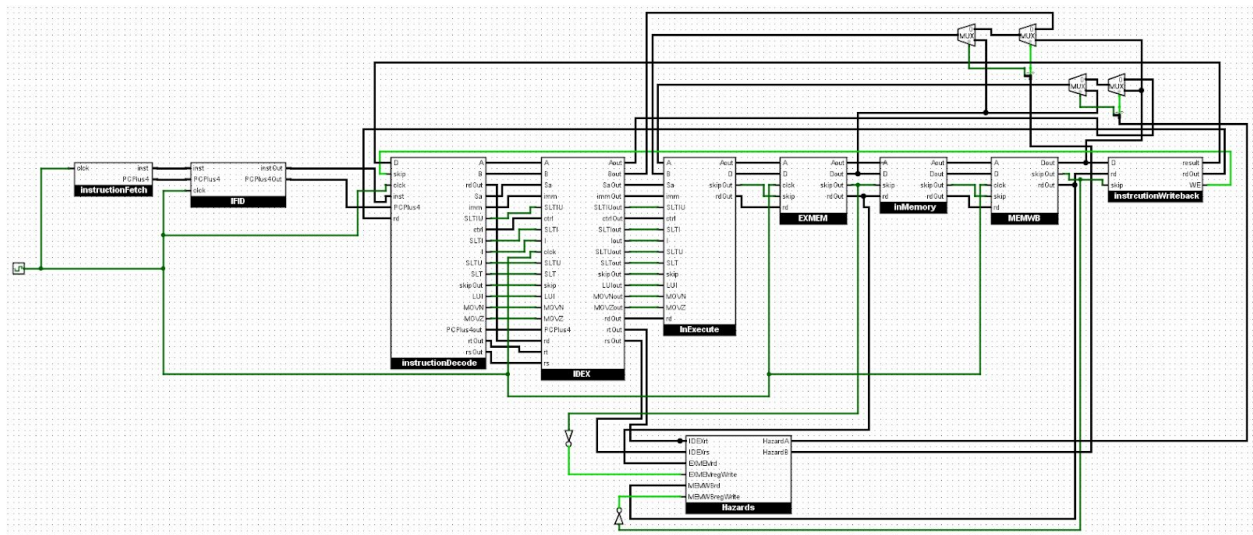 MUX
MUX
MUX
MUX
clck inst
PCPlus4
instructionFetch
inst instOut
PCPlus4 PCPlus4Out
clck
IFID
D A
skip B
clck rdOut
inst Sa
PCPlus4 imm
rd SLTIU
ctrl
SLTI
I
SLTU
SLT
skipOut
LUI
MOVN
MOVZ
PCPlus4out
rtOut
rsOut
instructionDecode
A Aout
B Bout
Sa SaOut
imm immOut
SLTIU SLTIUout
ctrl ctrlOut
SLTI SLTIout
I Iout
clck SLTUout
SLT SLTout
skip skipOut
LUI LUIout
MOVN MOVNout
MOVZ MOVZout
PCPlus4 rdOut
rd rtOut
rt rsOut
rs
IDEX
A Aout
B D
Sa skipOut
imm rdOut
SLTIU
ctrl
SLTI
I
SLTU
SLT
skip
LUI
MOVN
MOVZ
rd
InExecute
A Aout
D Dout
clck skipOut
skip rdOut
rd
EXMEM
A Dout
D skipOut
skip rdOut
rd
InMemory
D Dout
clck skipOut
skip rdOut
rd
MEMWB
D result
rd rdOut
skip WE
instrcutionWriteback
IDEXrt HazardA
IDEXrs HazardB
EXMEMrd
EXMEMregWrite
MEMWBrd
MEMWBregWrite
Hazards